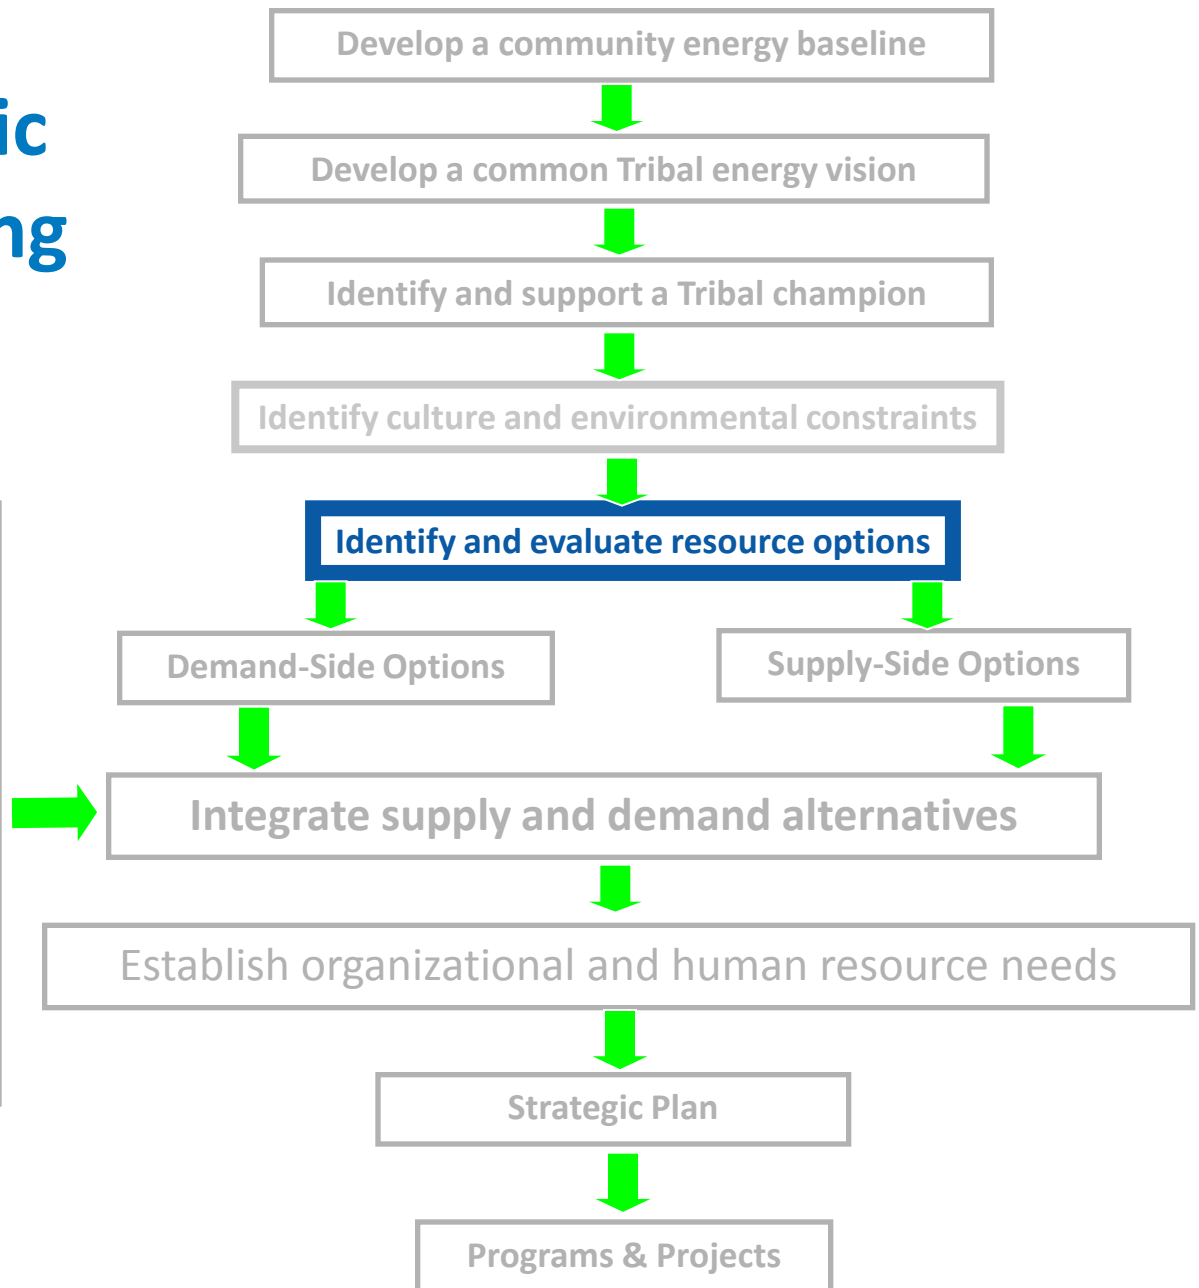 ic
ng
Develop a community energy baseline
Develop a common Tribal energy vision
Identify and support a Tribal champion
Identify culture and environmental constraints
Identify and evaluate resource options
Demand-Side Options
Supply-Side Options
Integrate supply and demand alternatives
Establish organizational and human resource needs
Strategic Plan
Programs & Projects